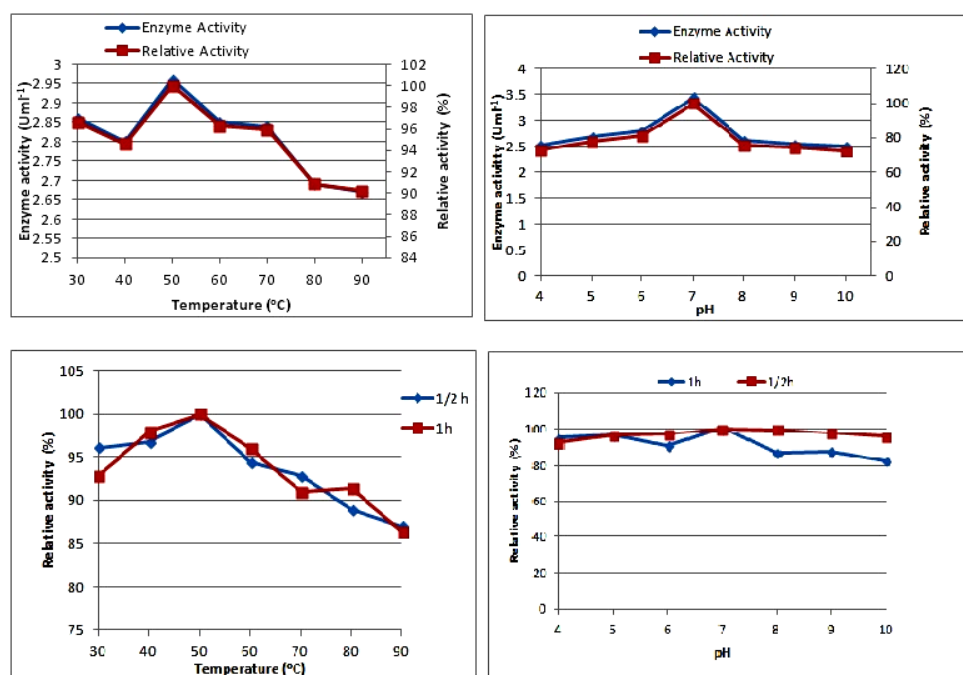 Enzyme Activity
Relative Activity
Enzyme activity (Uml-1)
3
2.95
2.9
2.85
2.8
2.75
2.7
2.65
2.6
2.55
2.5
102
100
98
96
94
92
90
88
86
84
Relative activity (%)
30 40 50 60 70 80 90
Temperature (°C)
Enzyme Activity
Relative Activity
Enzyme activitty (Uml-1)
4
3.5
3
2.5
2
1.5
1
0.5
0
120
100
80
60
40
20
0
Relative activity (%)
4 5 6 7 8 9 10
pH
Relative activity (%)
105
100
95
90
85
80
75
1/2 h
1h
30 40 50 60 70 80 90
Temperature (°C)
1h 1/2h
Relative activity (%)
120
100
80
60
40
20
0
4 5 6 7 8 9 10
pH